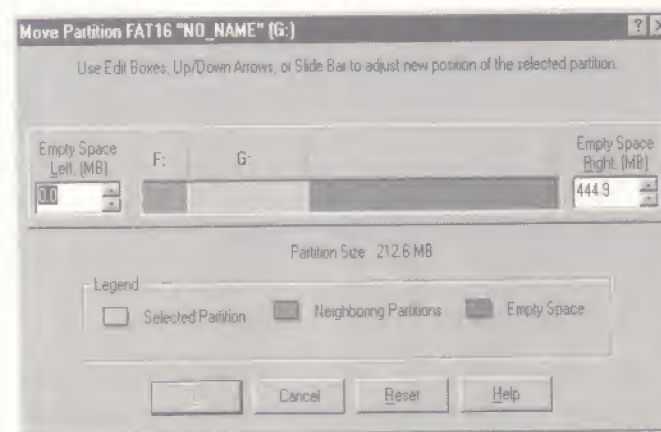 Move Partition FAT16 "NO_NAME" (G:)
Use Edit Boxes, Up/Down Arrows, or Slide Bar to adjust new position of the selected partition.
Empty Space
Left: (MB)
0.0
F:
G:
Empty Space
Right: (MB)
444.9
Partition Size: 212.6 MB
Legend
Selected Partition
Neighboring Partitions
Empty Space
Cancel
Reset
Help